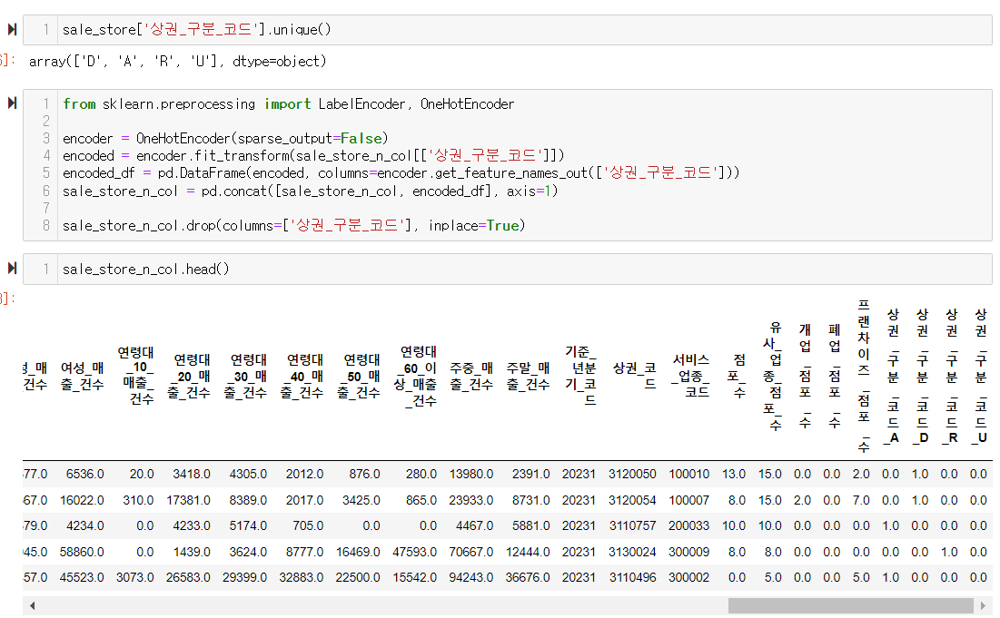 1 sale_store['상권_구분_코드'].unique()
]: array(['D', 'A', 'R', 'U'], dtype=object)
1 from sklearn.preprocessing import LabelEncoder, OneHotEncoder
2
3 encoder = OneHotEncoder(sparse_output=False)
4 encoded = encoder.fit_transform(sale_store_n_col[['상권_구분_코드']])
5 encoded_df = pd.DataFrame(encoded, columns=encoder.get_feature_names_out(['상권_구분_코드']))
6 sale_store_n_col = pd.concat([sale_store_n_col, encoded_df], axis=1)
7
8 sale_store_n_col.drop(columns=['상권_구분_코드'], inplace=True)
1 sale_store_n_col.head()
]:
_매건수 여성_매출_건수 연령대_10_매출_건수 연령대_20_매출_건수 연령대_30_매출_건수 연령대_40_매출_건수 연령대_50_매출_건수 연령대_60_이상_매출_건수 주중_매출_건수 주말_매출_건수 기준_년분기_코드 상권_코드 서비스_업종_코드 점포_수 유사_업종_점포_수 개업_점포_수 폐업_점포_수 프랜차이즈_점포_수 상권_구분_코드_A 상권_구분_코드_D 상권_구분_코드_R 상권_구분_코드_U
77.0 6536.0 20.0 3418.0 4305.0 2012.0 876.0 280.0 13980.0 2391.0 20231 3120050 100010 13.0 15.0 0.0 0.0 2.0 0.0 1.0 0.0 0.0
67.0 16022.0 310.0 17381.0 8389.0 2017.0 3425.0 865.0 23933.0 8731.0 20231 3120054 100007 8.0 15.0 2.0 0.0 7.0 0.0 1.0 0.0 0.0
79.0 4234.0 0.0 4233.0 5174.0 705.0 0.0 0.0 4467.0 5881.0 20231 3110757 200033 10.0 10.0 0.0 0.0 0.0 1.0 0.0 0.0 0.0
45.0 58860.0 0.0 1439.0 3624.0 8777.0 16469.0 47593.0 70667.0 12444.0 20231 3130024 300009 8.0 8.0 0.0 0.0 0.0 0.0 0.0 1.0 0.0
57.0 45523.0 3073.0 26583.0 29399.0 32883.0 22500.0 15542.0 94243.0 36676.0 20231 3110496 300002 0.0 5.0 0.0 0.0 5.0 1.0 0.0 0.0 0.0